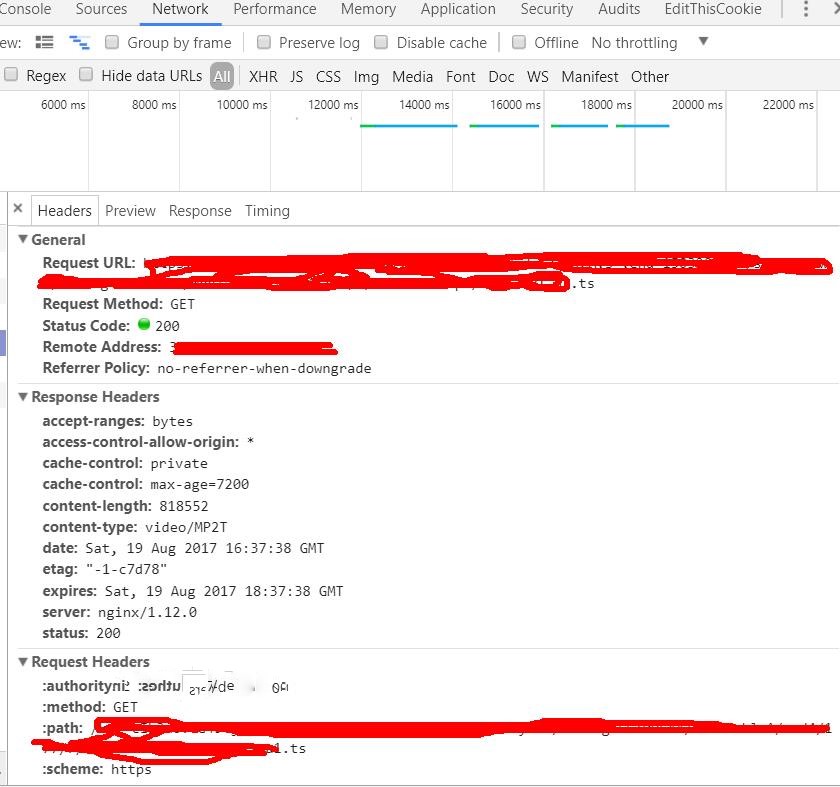 Console Sources Network Performance Memory Application Security Audits EditThisCookie
ew: Group by frame Preserve log Disable cache Offline No throttling
Regex Hide data URLs All XHR JS CSS Img Media Font Doc WS Manifest Other
6000 ms 8000 ms 10000 ms 12000 ms 14000 ms 16000 ms 18000 ms 20000 ms 22000 ms
Headers Preview Response Timing
General
Request URL:
.ts
Request Method: GET
Status Code: 200
Remote Address:
Referrer Policy: no-referrer-when-downgrade
Response Headers
accept-ranges: bytes
access-control-allow-origin: *
cache-control: private
cache-control: max-age=7200
content-length: 818552
content-type: video/MP2T
date: Sat, 19 Aug 2017 16:37:38 GMT
etag: "-1-c7d78"
expires: Sat, 19 Aug 2017 18:37:38 GMT
server: nginx/1.12.0
status: 200
Request Headers
:method: GET
:path:
1.ts
:scheme: https